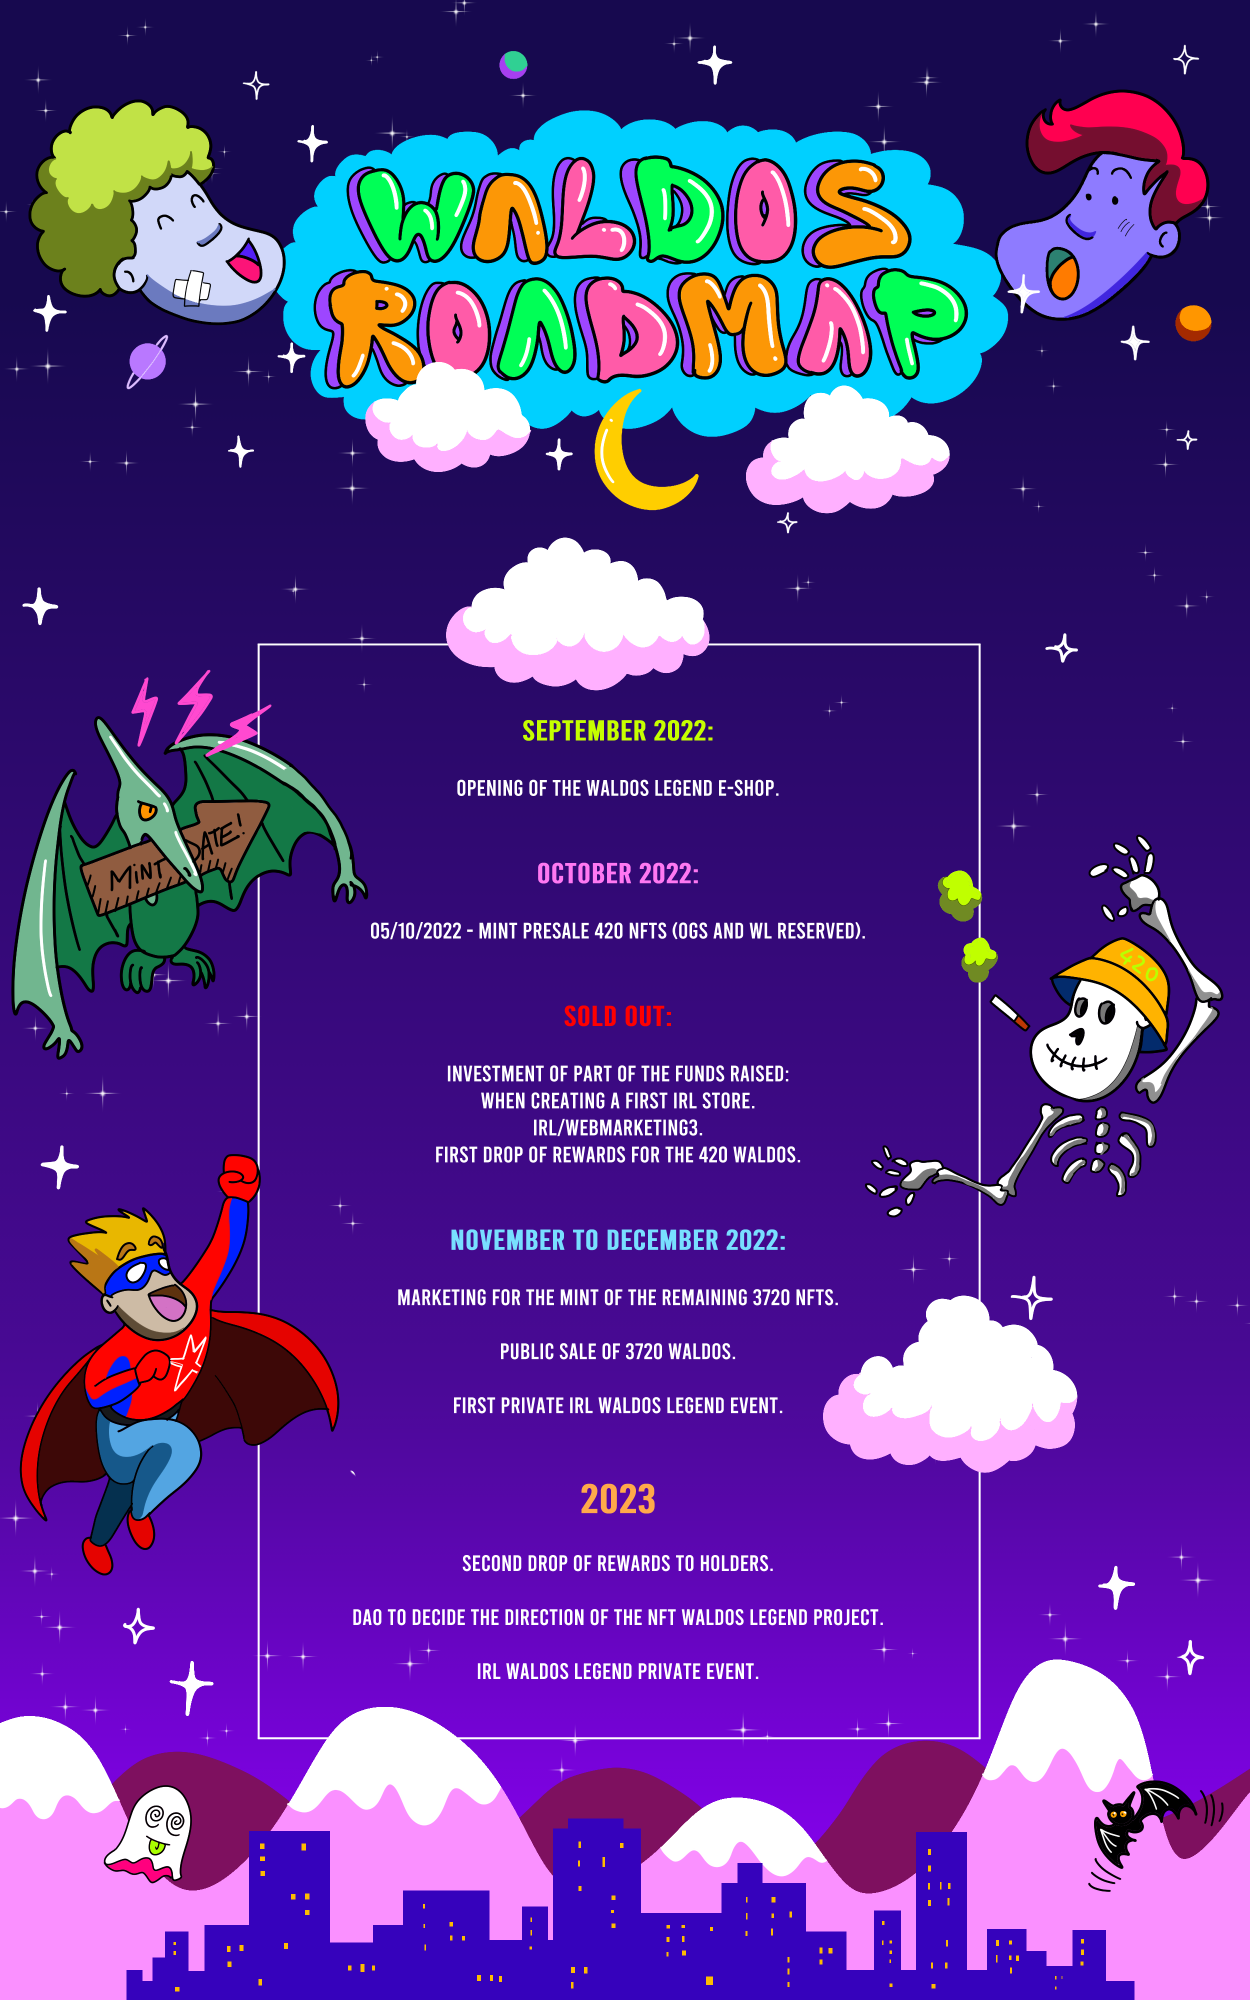 WALDOS
ROADMAP
SEPTEMBER 2022:
OPENING OF THE WALDOS LEGEND E-SHOP.
MINT DATE!
OCTOBER 2022:
05/10/2022 - MINT PRESALE 420 NFTS (OGS AND WL RESERVED).
420
SOLD OUT:
INVESTMENT OF PART OF THE FUNDS RAISED:
WHEN CREATING A FIRST IRL STORE.
IRL/WEBMARKETING3.
FIRST DROP OF REWARDS FOR THE 420 WALDOS.
NOVEMBER TO DECEMBER 2022:
MARKETING FOR THE MINT OF THE REMAINING 3720 NFTS.
PUBLIC SALE OF 3720 WALDOS.
FIRST PRIVATE IRL WALDOS LEGEND EVENT.
2023
SECOND DROP OF REWARDS TO HOLDERS.
DAO TO DECIDE THE DIRECTION OF THE NFT WALDOS LEGEND PROJECT.
IRL WALDOS LEGEND PRIVATE EVENT.